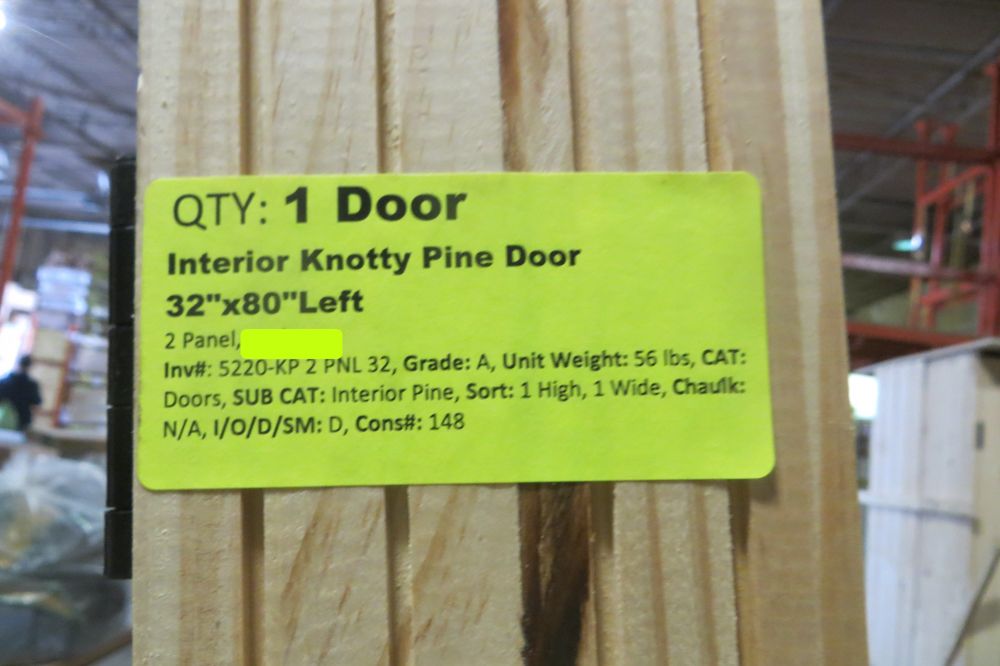 QTY: 1 Door
Interior Knotty Pine Door
32"x80"Left
2 Panel,
Inv#: 5220-KP 2 PNL 32, Grade: A, Unit Weight: 56 lbs, CAT:
Doors, SUB CAT: Interior Pine, Sort: 1 High, 1 Wide, Chaulk:
N/A, I/O/D/SM: D, Cons#: 148